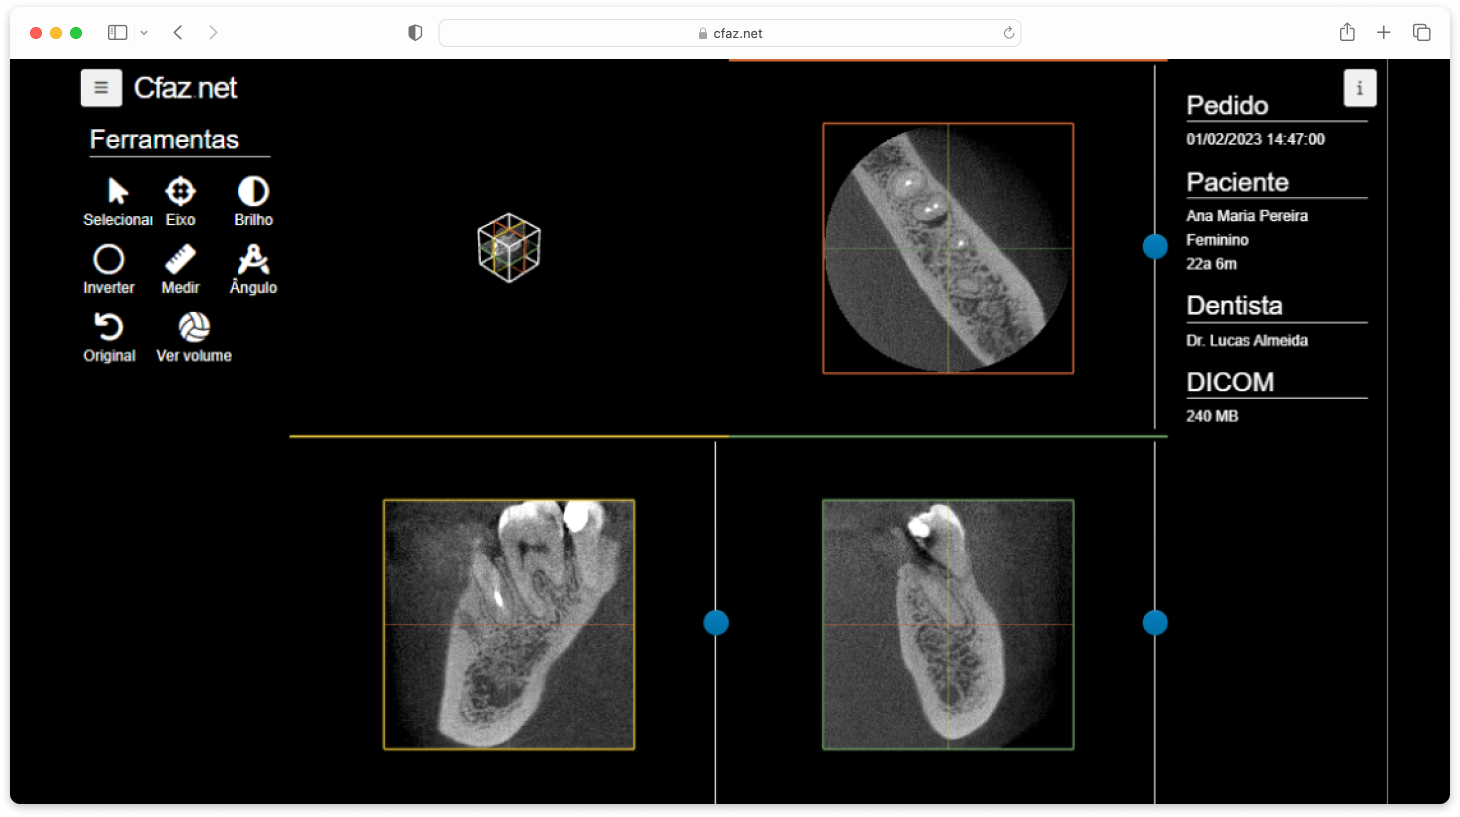 cfaz.net
Cfaz.net
Ferramentas
Selecionar
Eixo
Brilho
Inverter
Medir
Ângulo
Original
Ver volume
i
Pedido
01/02/2023 14:47:00
Paciente
Ana Maria Pereira
Feminino
22a 6m
Dentista
Dr. Lucas Almeida
DICOM
240 MB